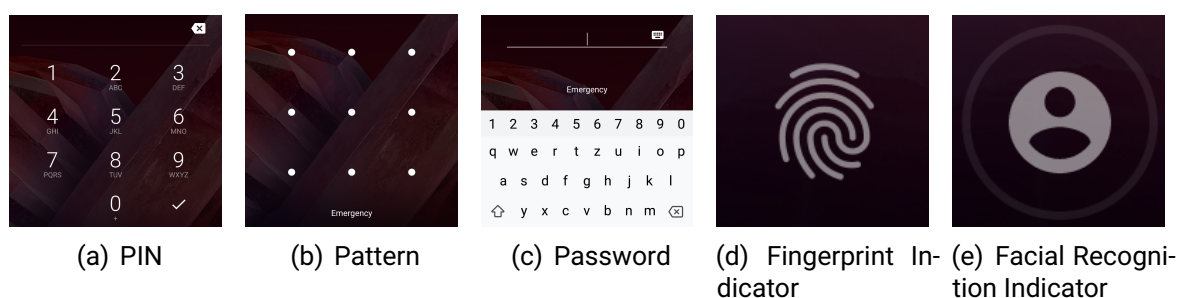 1 2 3
ABC DEF
4 5 6
GHI JKL MNO
7 8 9
PQRS TUV WXYZ
0
+
Emergency
Emergency
1 2 3 4 5 6 7 8 9 0
q w e r t z u i o p
a s d f g h j k l
y x c v b n m
(a) PIN
(b) Pattern
(c) Password
(d) Fingerprint In-
dicator
(e) Facial Recogni-
tion Indicator